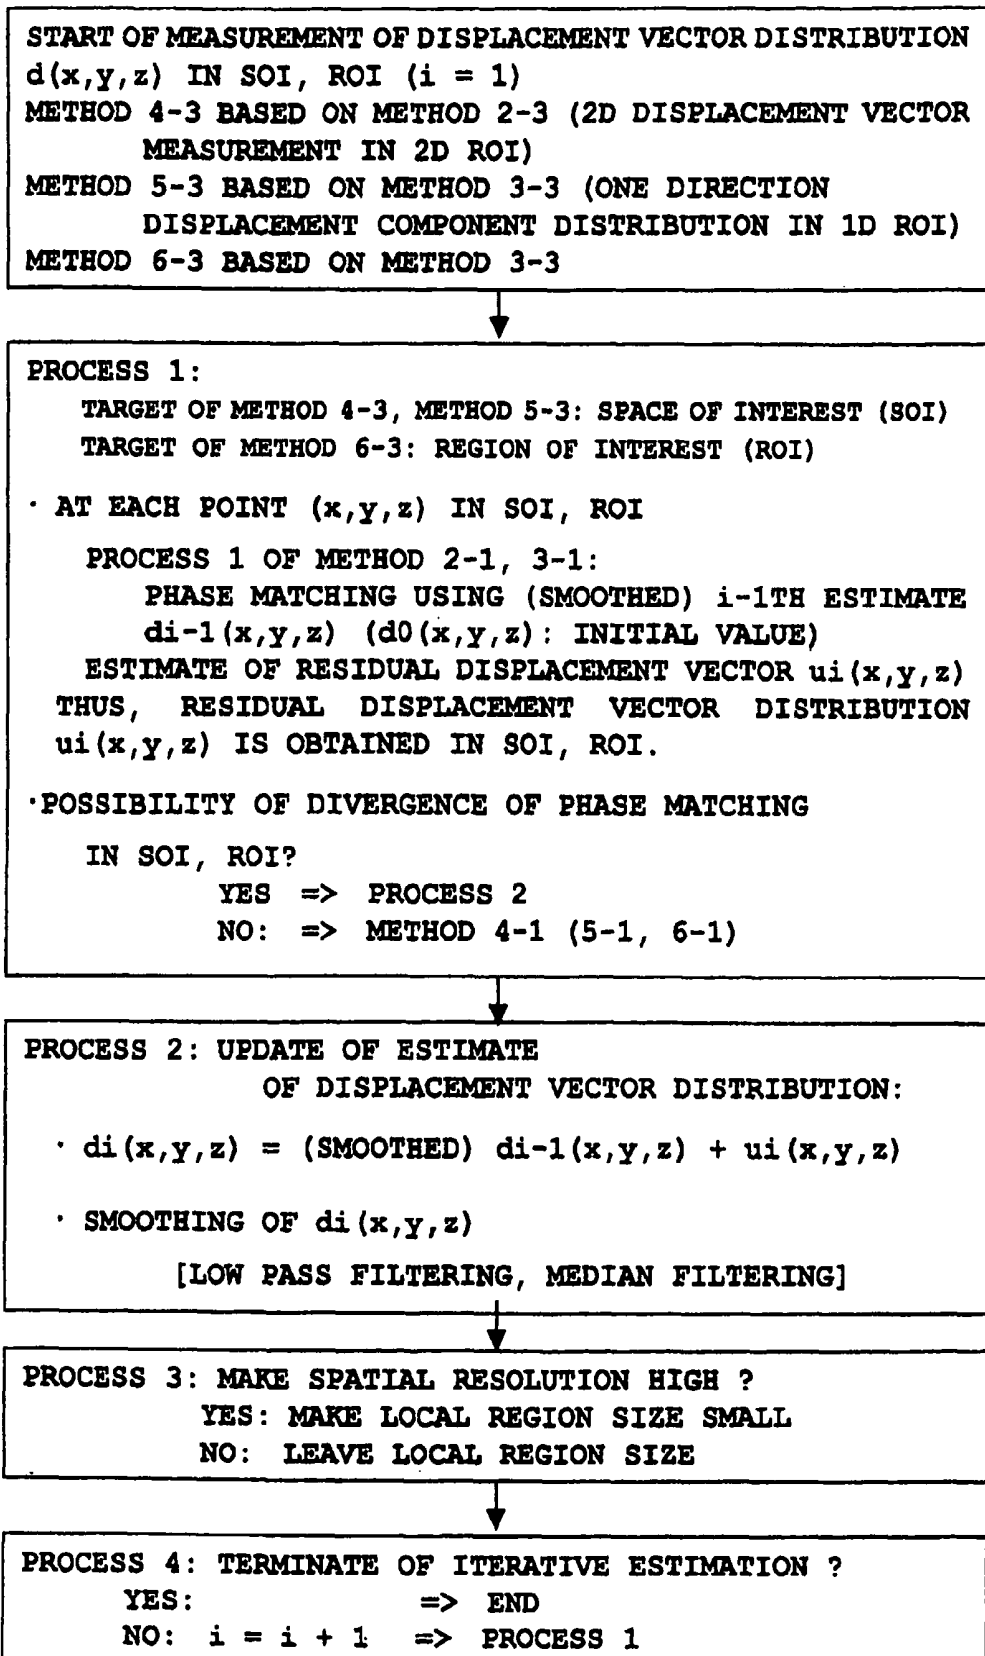 START OF MEASUREMENT OF DISPLACEMENT VECTOR DISTRIBUTION
d(x,y,z) IN SOI, ROI (i = 1)
METHOD 4-3 BASED ON METHOD 2-3 (2D DISPLACEMENT VECTOR
MEASUREMENT IN 2D ROI)
METHOD 5-3 BASED ON METHOD 3-3 (ONE DIRECTION
DISPLACEMENT COMPONENT DISTRIBUTION IN 1D ROI)
METHOD 6-3 BASED ON METHOD 3-3
PROCESS 1:
TARGET OF METHOD 4-3, METHOD 5-3: SPACE OF INTEREST (SOI)
TARGET OF METHOD 6-3: REGION OF INTEREST (ROI)
· AT EACH POINT (x,y,z) IN SOI, ROI
PROCESS 1 OF METHOD 2-1, 3-1:
PHASE MATCHING USING (SMOOTHED) i-1TH ESTIMATE
di-1(x,y,z) (d0(x,y,z): INITIAL VALUE)
ESTIMATE OF RESIDUAL DISPLACEMENT VECTOR ui(x,y,z)
THUS, RESIDUAL DISPLACEMENT VECTOR DISTRIBUTION
ui(x,y,z) IS OBTAINED IN SOI, ROI.
·POSSIBILITY OF DIVERGENCE OF PHASE MATCHING
IN SOI, ROI?
YES => PROCESS 2
NO: => METHOD 4-1 (5-1, 6-1)
PROCESS 2: UPDATE OF ESTIMATE
OF DISPLACEMENT VECTOR DISTRIBUTION:
· di(x,y,z) = (SMOOTHED) di-1(x,y,z) + ui(x,y,z)
· SMOOTHING OF di(x,y,z)
[LOW PASS FILTERING, MEDIAN FILTERING]
PROCESS 3: MAKE SPATIAL RESOLUTION HIGH ?
YES: MAKE LOCAL REGION SIZE SMALL
NO: LEAVE LOCAL REGION SIZE
PROCESS 4: TERMINATE OF ITERATIVE ESTIMATION ?
YES: => END
NO: i = i + 1 => PROCESS 1